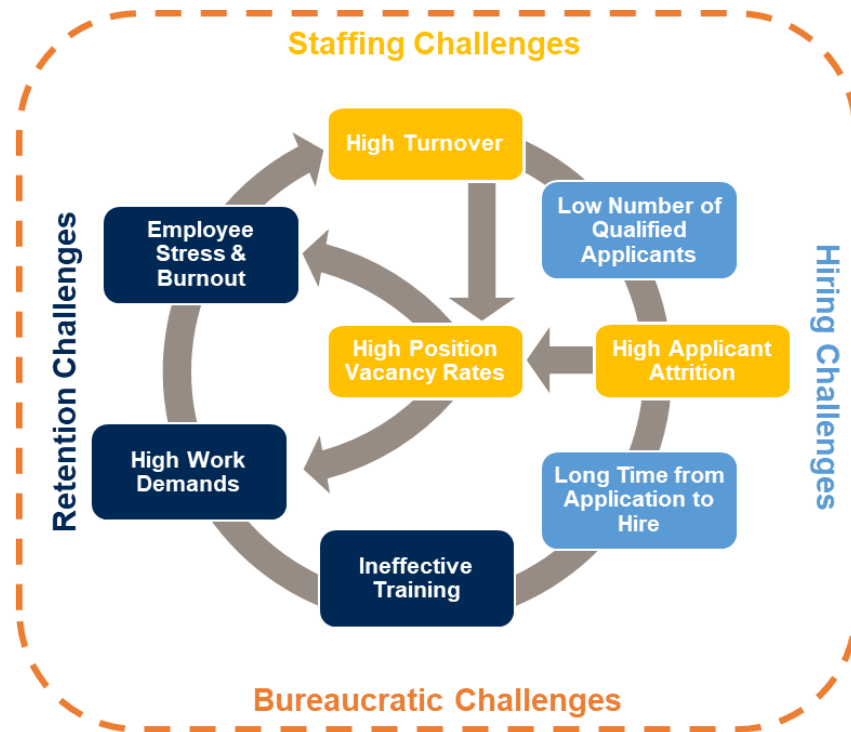 Staffing Challenges
High Turnover
Low Number of
Qualified
Applicants
Employee
Stress &
Burnout
Retention Challenges
Hiring Challenges
High Position
Vacancy Rates
High Applicant
Attrition
High Work
Demands
Long Time from
Application to
Hire
Ineffective
Training
Bureaucratic Challenges